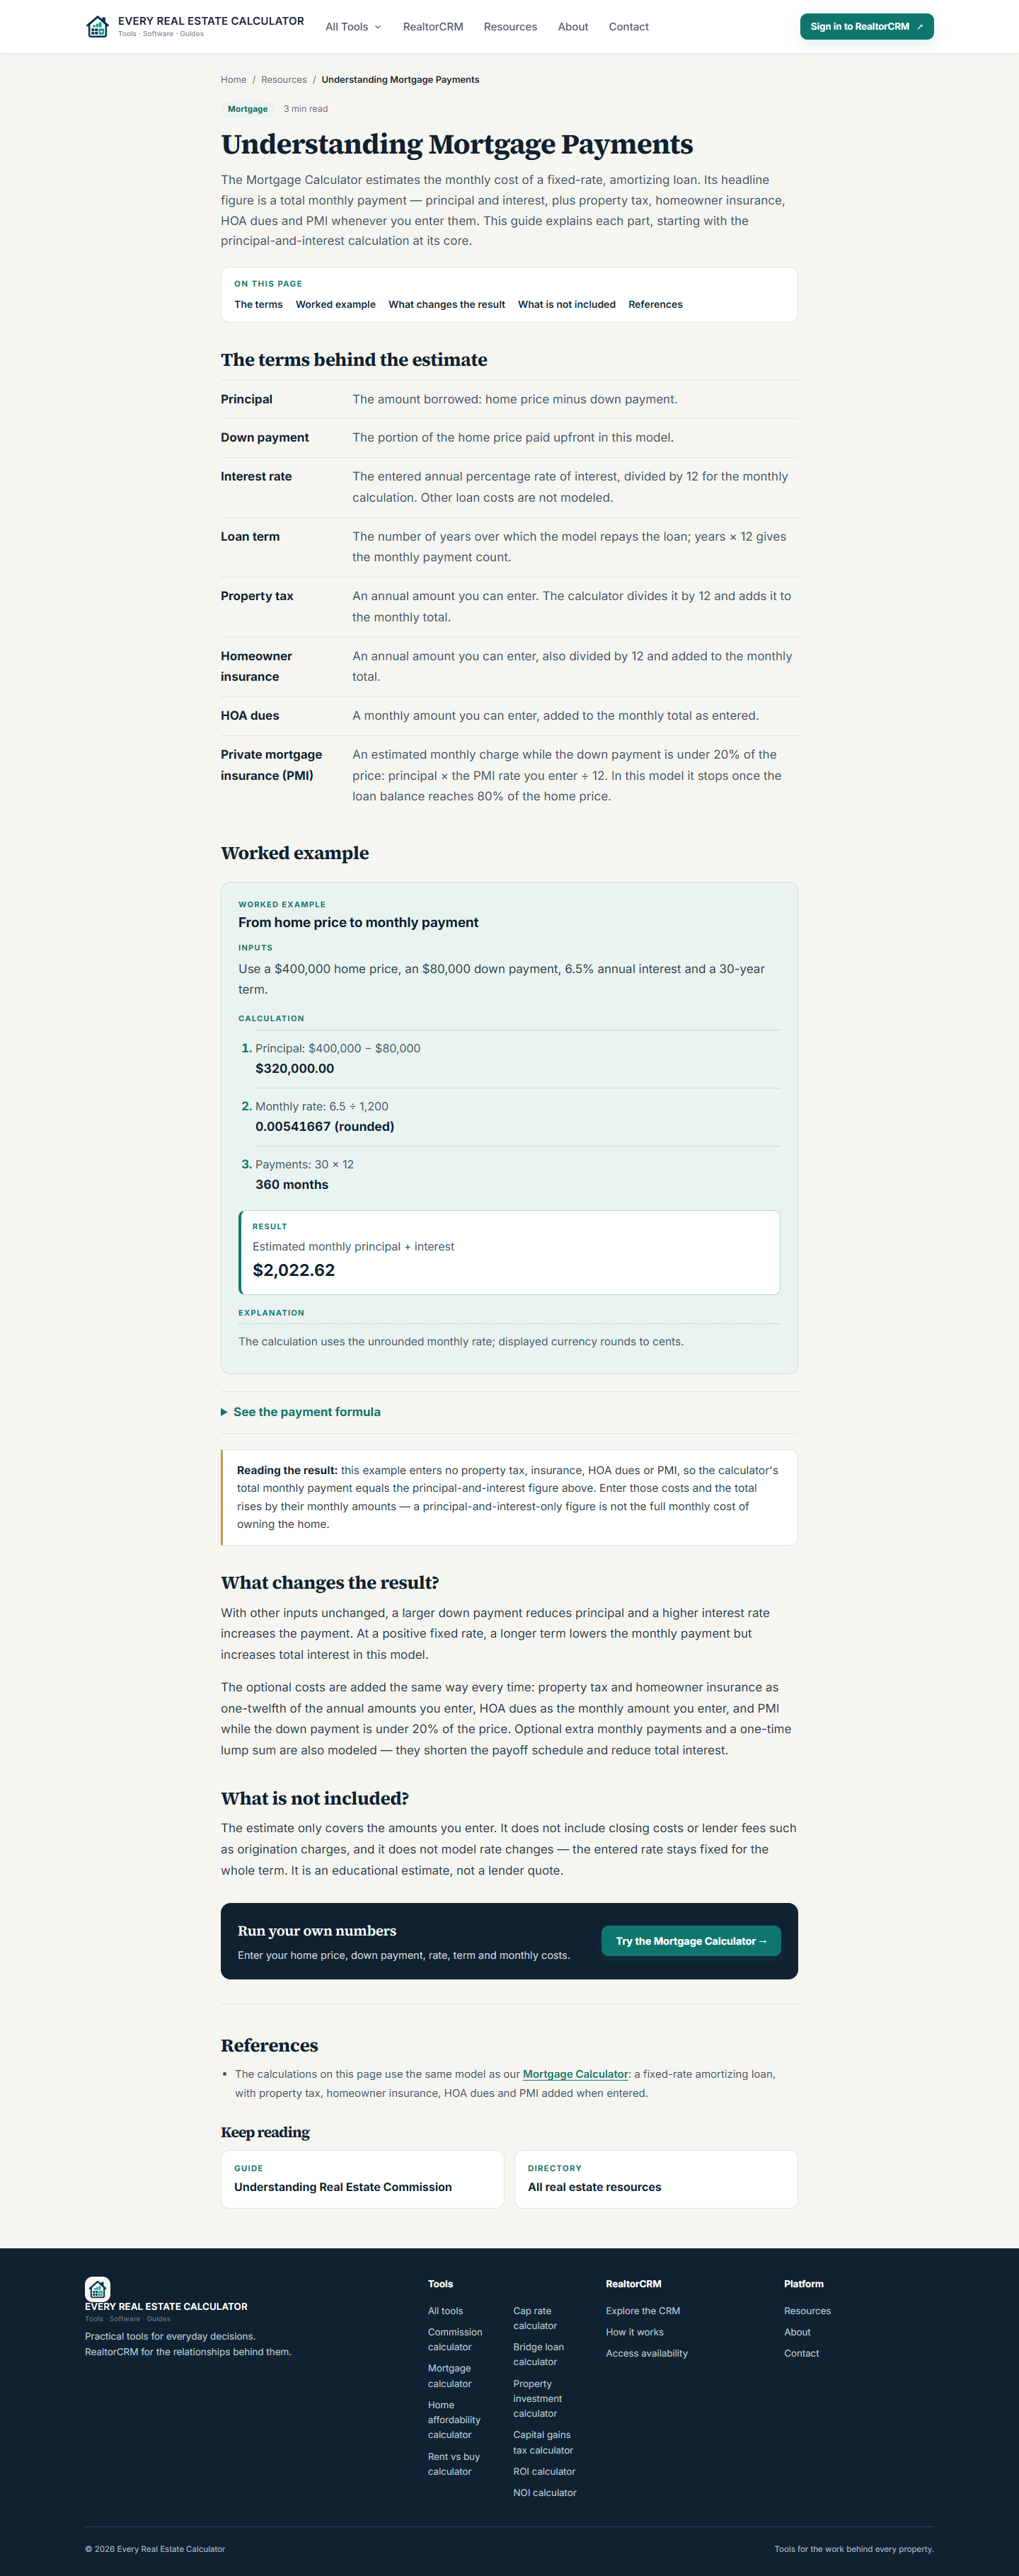 EVERY REAL ESTATE CALCULATOR
Tools · Software · Guides
All Tools
RealtorCRM
Resources
About
Contact
Sign in to RealtorCRM ↗
Home / Resources / Understanding Mortgage Payments
Mortgage
3 min read
Understanding Mortgage Payments
The Mortgage Calculator estimates the monthly cost of a fixed-rate, amortizing loan. Its headline
figure is a total monthly payment — principal and interest, plus property tax, homeowner insurance,
HOA dues and PMI whenever you enter them. This guide explains each part, starting with the
principal-and-interest calculation at its core.
ON THIS PAGE
The terms Worked example What changes the result What is not included References
The terms behind the estimate
Principal
The amount borrowed: home price minus down payment.
Down payment
The portion of the home price paid upfront in this model.
Interest rate
The entered annual percentage rate of interest, divided by 12 for the monthly
calculation. Other loan costs are not modeled.
Loan term
The number of years over which the model repays the loan; years × 12 gives
the monthly payment count.
Property tax
An annual amount you can enter. The calculator divides it by 12 and adds it to
the monthly total.
Homeowner
insurance
An annual amount you can enter, also divided by 12 and added to the monthly
total.
HOA dues
A monthly amount you can enter, added to the monthly total as entered.
Private mortgage
insurance (PMI)
An estimated monthly charge while the down payment is under 20% of the
price: principal × the PMI rate you enter ÷ 12. In this model it stops once the
loan balance reaches 80% of the home price.
Worked example
WORKED EXAMPLE
From home price to monthly payment
INPUTS
Use a $400,000 home price, an $80,000 down payment, 6.5% annual interest and a 30-year
term.
CALCULATION
1. Principal: $400,000 − $80,000
$320,000.00
2. Monthly rate: 6.5 ÷ 1,200
0.00541667 (rounded)
3. Payments: 30 × 12
360 months
RESULT
Estimated monthly principal + interest
$2,022.62
EXPLANATION
The calculation uses the unrounded monthly rate; displayed currency rounds to cents.
▶ See the payment formula
Reading the result: this example enters no property tax, insurance, HOA dues or PMI, so the calculator's
total monthly payment equals the principal-and-interest figure above. Enter those costs and the total
rises by their monthly amounts — a principal-and-interest-only figure is not the full monthly cost of
owning the home.
What changes the result?
With other inputs unchanged, a larger down payment reduces principal and a higher interest rate
increases the payment. At a positive fixed rate, a longer term lowers the monthly payment but
increases total interest in this model.
The optional costs are added the same way every time: property tax and homeowner insurance as
one-twelfth of the annual amounts you enter, HOA dues as the monthly amount you enter, and PMI
while the down payment is under 20% of the price. Optional extra monthly payments and a one-time
lump sum are also modeled — they shorten the payoff schedule and reduce total interest.
What is not included?
The estimate only covers the amounts you enter. It does not include closing costs or lender fees such
as origination charges, and it does not model rate changes — the entered rate stays fixed for the
whole term. It is an educational estimate, not a lender quote.
Run your own numbers
Enter your home price, down payment, rate, term and monthly costs.
Try the Mortgage Calculator →
References
• The calculations on this page use the same model as our Mortgage Calculator: a fixed-rate amortizing loan,
with property tax, homeowner insurance, HOA dues and PMI added when entered.
Keep reading
GUIDE
Understanding Real Estate Commission
DIRECTORY
All real estate resources
EVERY REAL ESTATE CALCULATOR
Tools · Software · Guides
Practical tools for everyday decisions.
RealtorCRM for the relationships behind them.
Tools
All tools
Commission
calculator
Mortgage
calculator
Home
affordability
calculator
Rent vs buy
calculator
Cap rate
calculator
Bridge loan
calculator
Property
investment
calculator
Capital gains
tax calculator
ROI calculator
NOI calculator
RealtorCRM
Explore the CRM
How it works
Access availability
Platform
Resources
About
Contact
© 2026 Every Real Estate Calculator
Tools for the work behind every property.